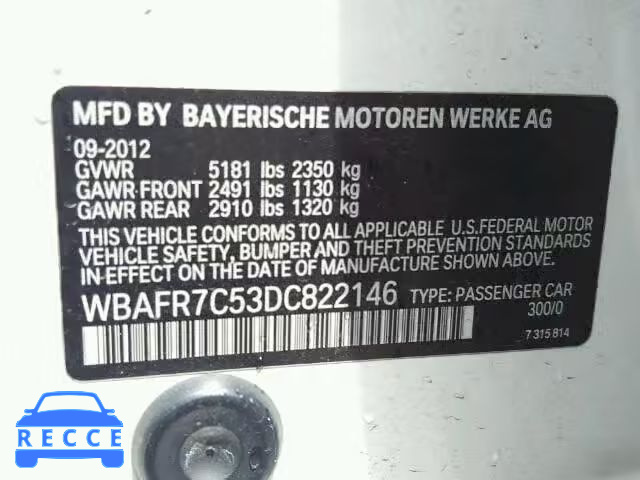 MFD BY BAYERISCHE MOTOREN WERKE AG
09-2012
GVWR 5181 lbs 2350 kg
GAWR FRONT 2491 lbs 1130 kg
GAWR REAR 2910 lbs 1320 kg
THIS VEHICLE CONFORMS TO ALL APPLICABLE U.S.FEDERAL MOTOR
VEHICLE SAFETY, BUMPER AND THEFT PREVENTION STANDARDS
IN EFFECT ON THE DATE OF MANUFACTURE SHOWN ABOVE.
WBAFR7C53DC822146 TYPE: PASSENGER CAR
300/0
7 315 814
RECCE